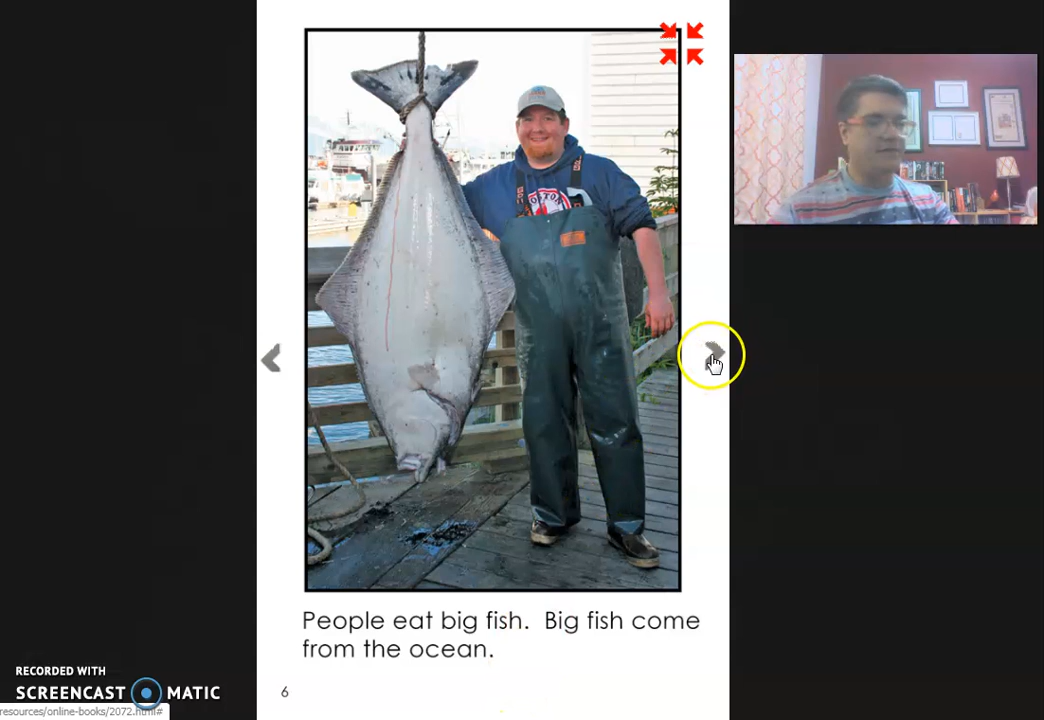 People eat big fish.  Big fish come
from the ocean.
6
RECORDED WITH
SCREENCAST MATIC
resources/online-books/2072.html#